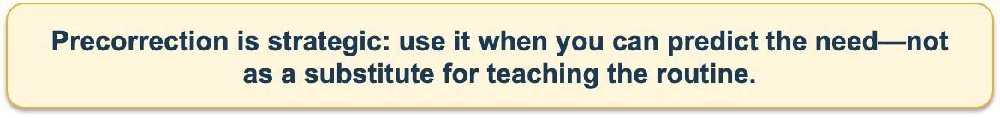 Precorrection is strategic: use it when you can predict the need—not
as a substitute for teaching the routine.